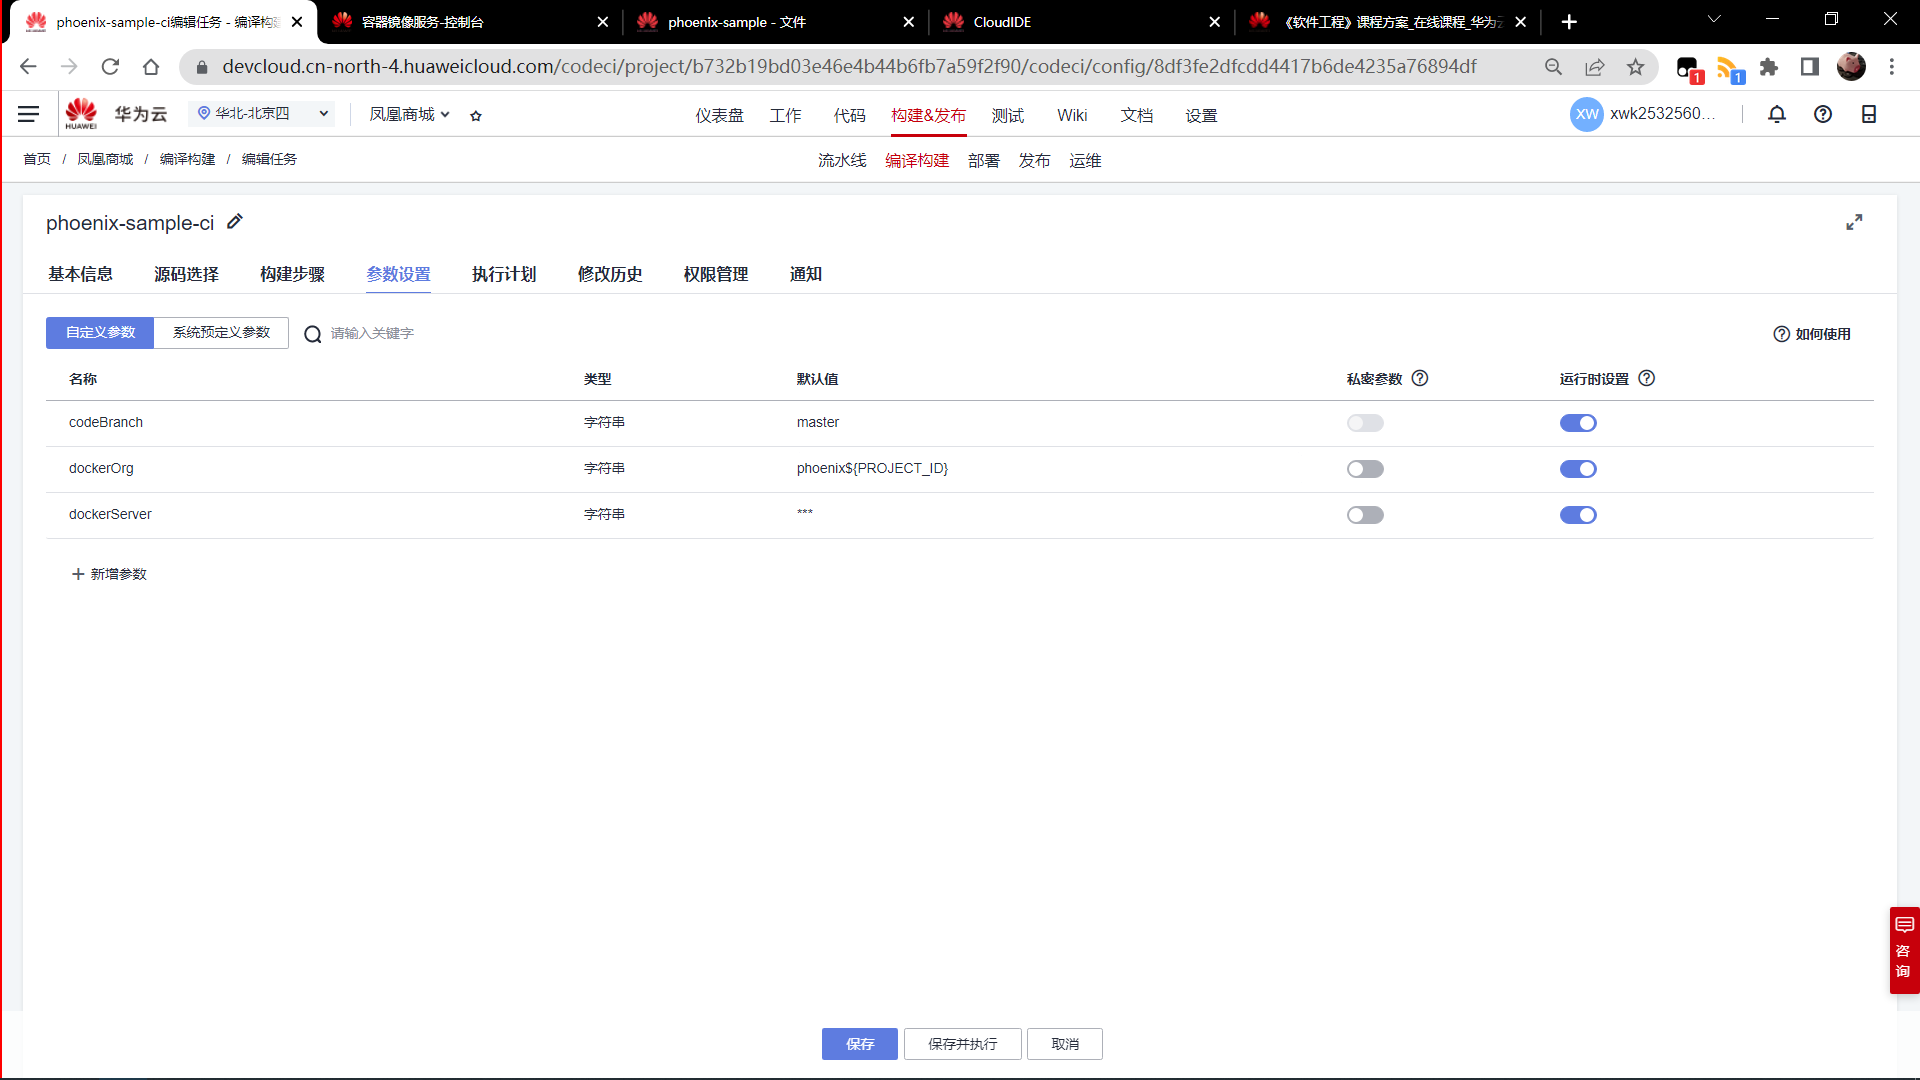 phoenix-sample-ci编辑任务 - 编译构建
容器镜像服务-控制台
phoenix-sample - 文件
CloudIDE
《软件工程》课程方案_在线课程_华为云
devcloud.cn-north-4.huaweicloud.com/codeci/project/b732b19bd03e46e4b44b6fb7a59f2f90/codeci/config/8df3fe2dfcdd4417b6de4235a76894df
1
1
HUAWEI
华为云
华北-北京四
凤凰商城
仪表盘
工作
代码
构建&发布
测试
Wiki
文档
设置
XW
xwk2532560...
首页 / 凤凰商城 / 编译构建 / 编辑任务
流水线
编译构建
部署
发布
运维
phoenix-sample-ci
基本信息
源码选择
构建步骤
参数设置
执行计划
修改历史
权限管理
通知
自定义参数
系统预定义参数
请输入关键字
如何使用
名称 类型 默认值 私密参数 运行时设置
codeBranch 字符串 master
dockerOrg 字符串 phoenix${PROJECT_ID}
dockerServer 字符串 ***
新增参数
咨询
保存
保存并执行
取消